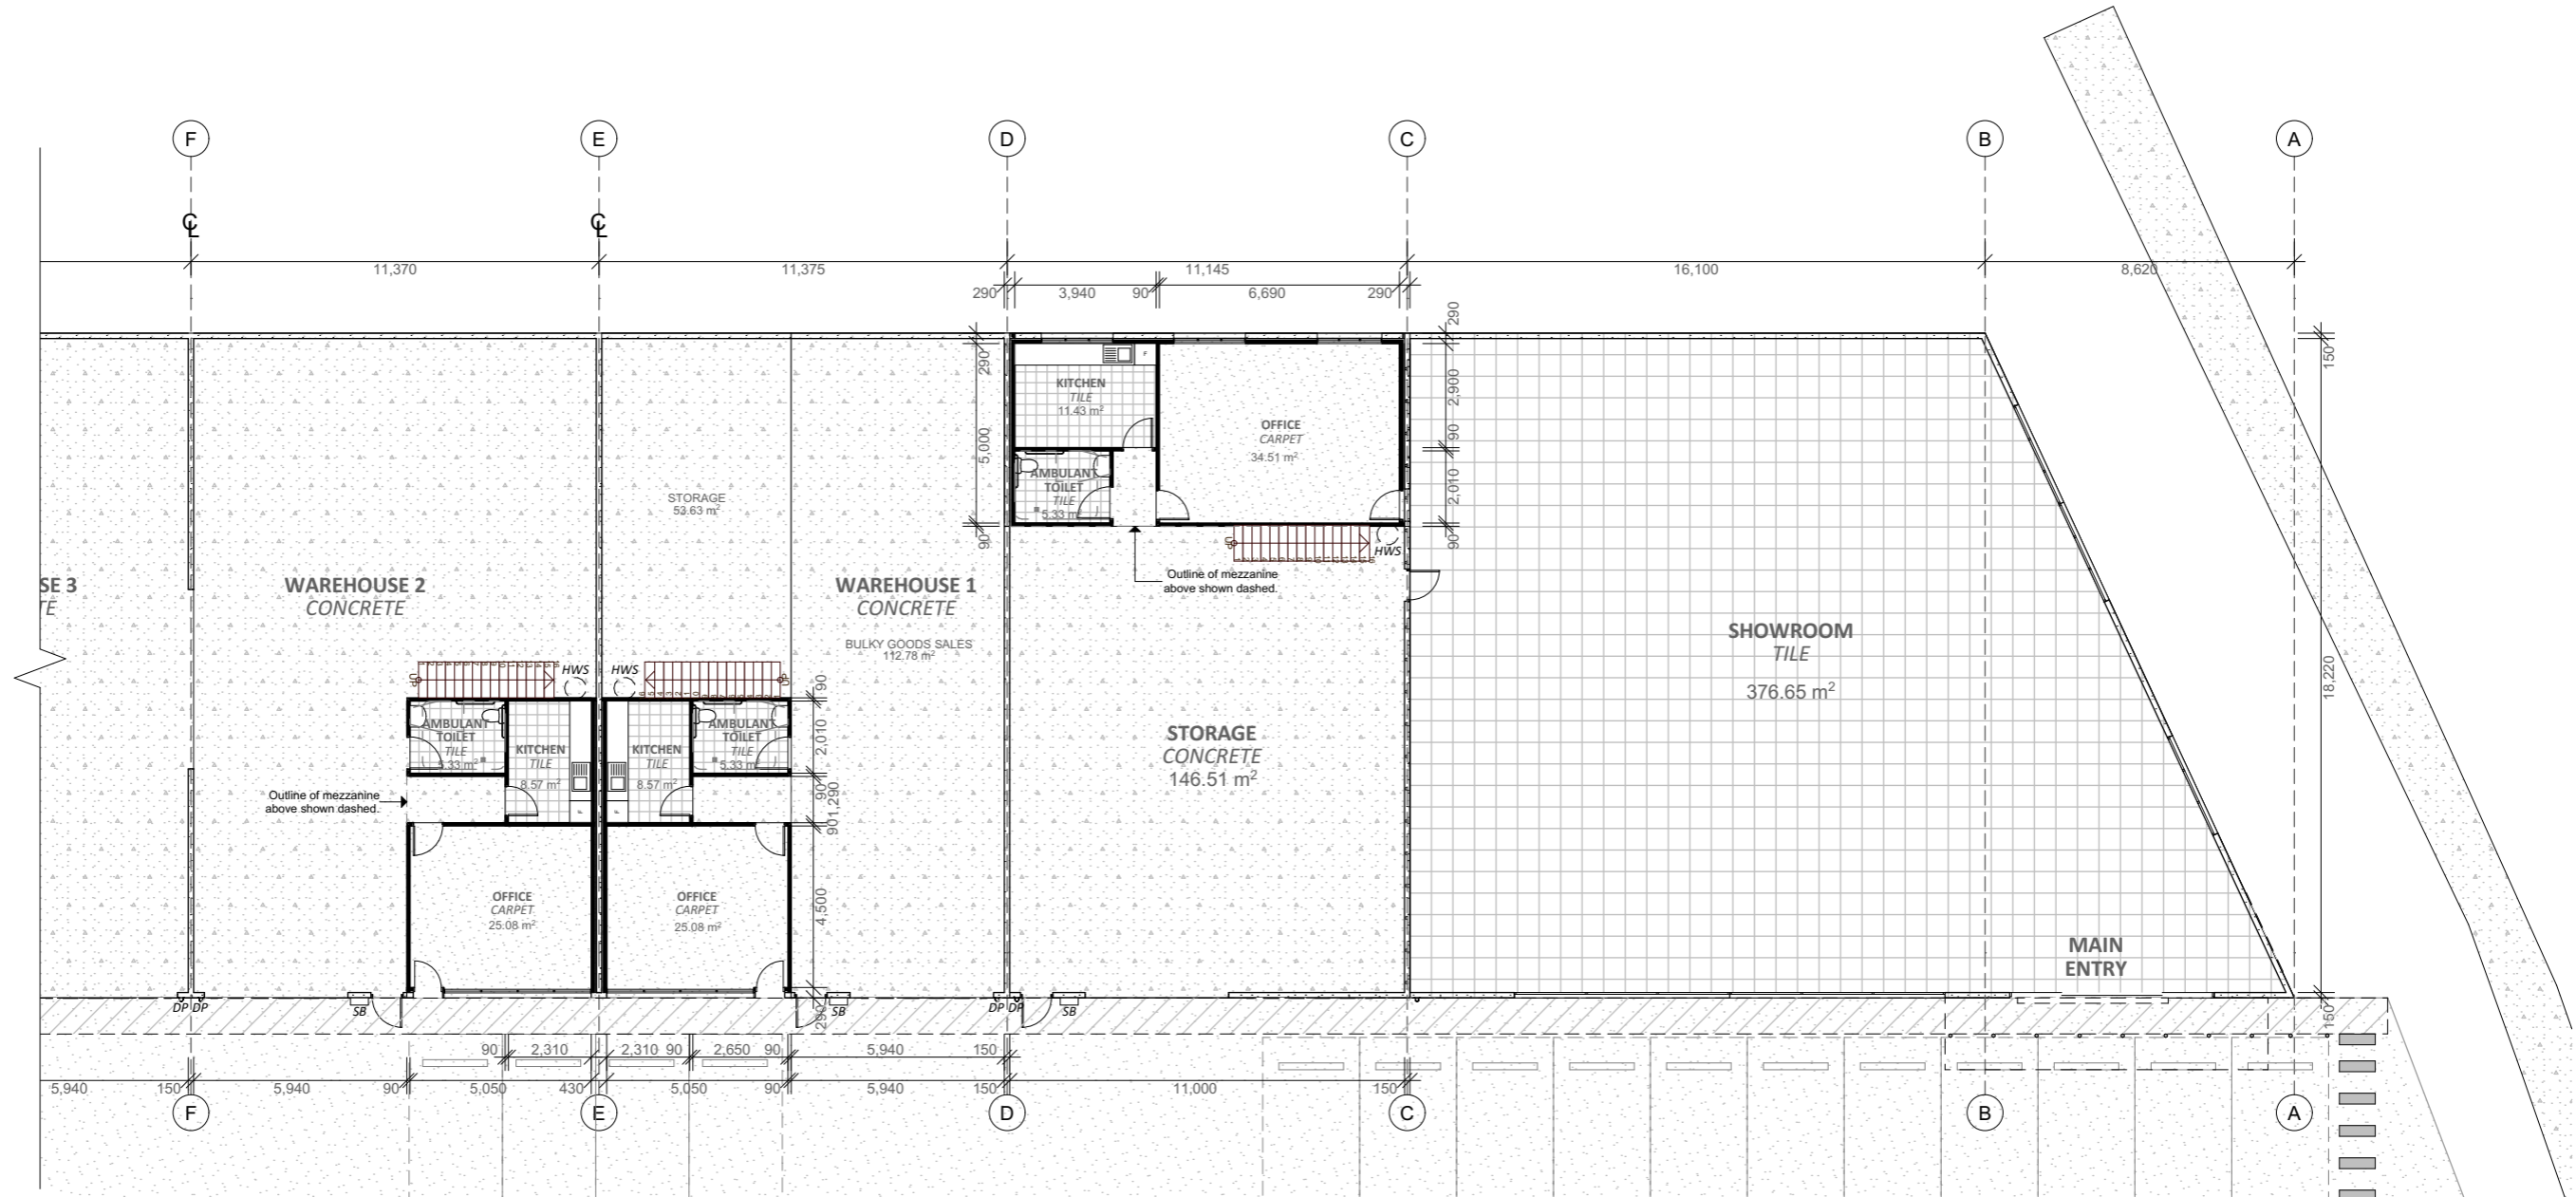 F
E
D
C
B
A
℄
℄
11,370
11,375
11,145
16,100
8,620
290
3,940
90
6,690
290
290
2,900
90
2,010
90
290
5,000
90
150
18,220
150
KITCHEN
TILE
11.43 m²
OFFICE
CARPET
34.51 m²
AMBULANT
TOILET
TILE
5.33 m²
UP
HWS
Outline of mezzanine
above shown dashed.
STORAGE
53.63 m²
SE 3
TE
WAREHOUSE 2
CONCRETE
WAREHOUSE 1
CONCRETE
BULKY GOODS SALES
112.78 m²
SHOWROOM
TILE
376.65 m²
STORAGE
CONCRETE
146.51 m²
UP
HWS
HWS
UP
AMBULANT
TOILET
TILE
5.33 m²
KITCHEN
TILE
8.57 m²
KITCHEN
TILE
8.57 m²
AMBULANT
TOILET
TILE
5.33 m²
90
2,010
90
1,290
90
4,500
290
Outline of mezzanine
above shown dashed.
OFFICE
CARPET
25.08 m²
OFFICE
CARPET
25.08 m²
MAIN
ENTRY
DP DP
SB
SB
DP DP
SB
90
2,310
2,310
90
2,650
90
5,940
150
5,940
150
5,940
90
5,050
430
5,050
90
5,940
150
11,000
150
F
E
D
C
B
A